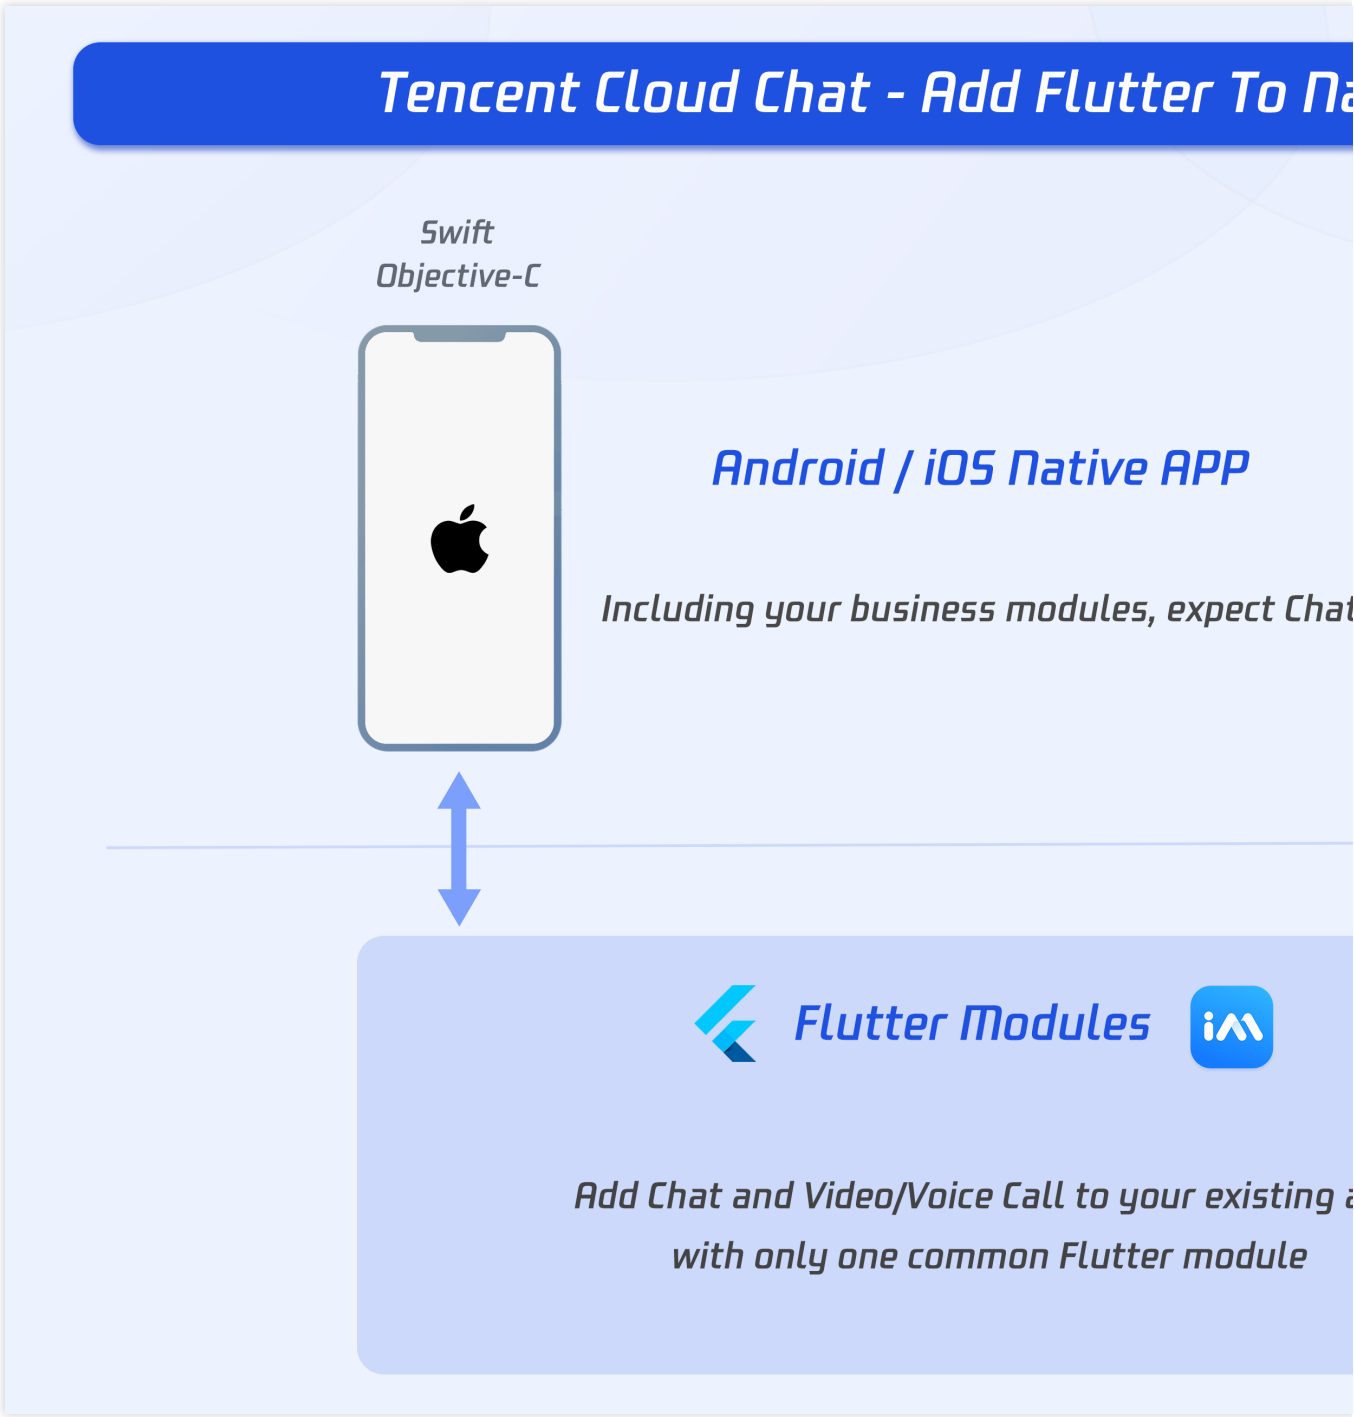 Tencent Cloud Chat - Add Flutter To
Swift
Objective-C
Android / iOS Native APP
Including your business modules, expect Chat
Flutter Modules
im
Add Chat and Video/Voice Call to your existing
with only one common Flutter module